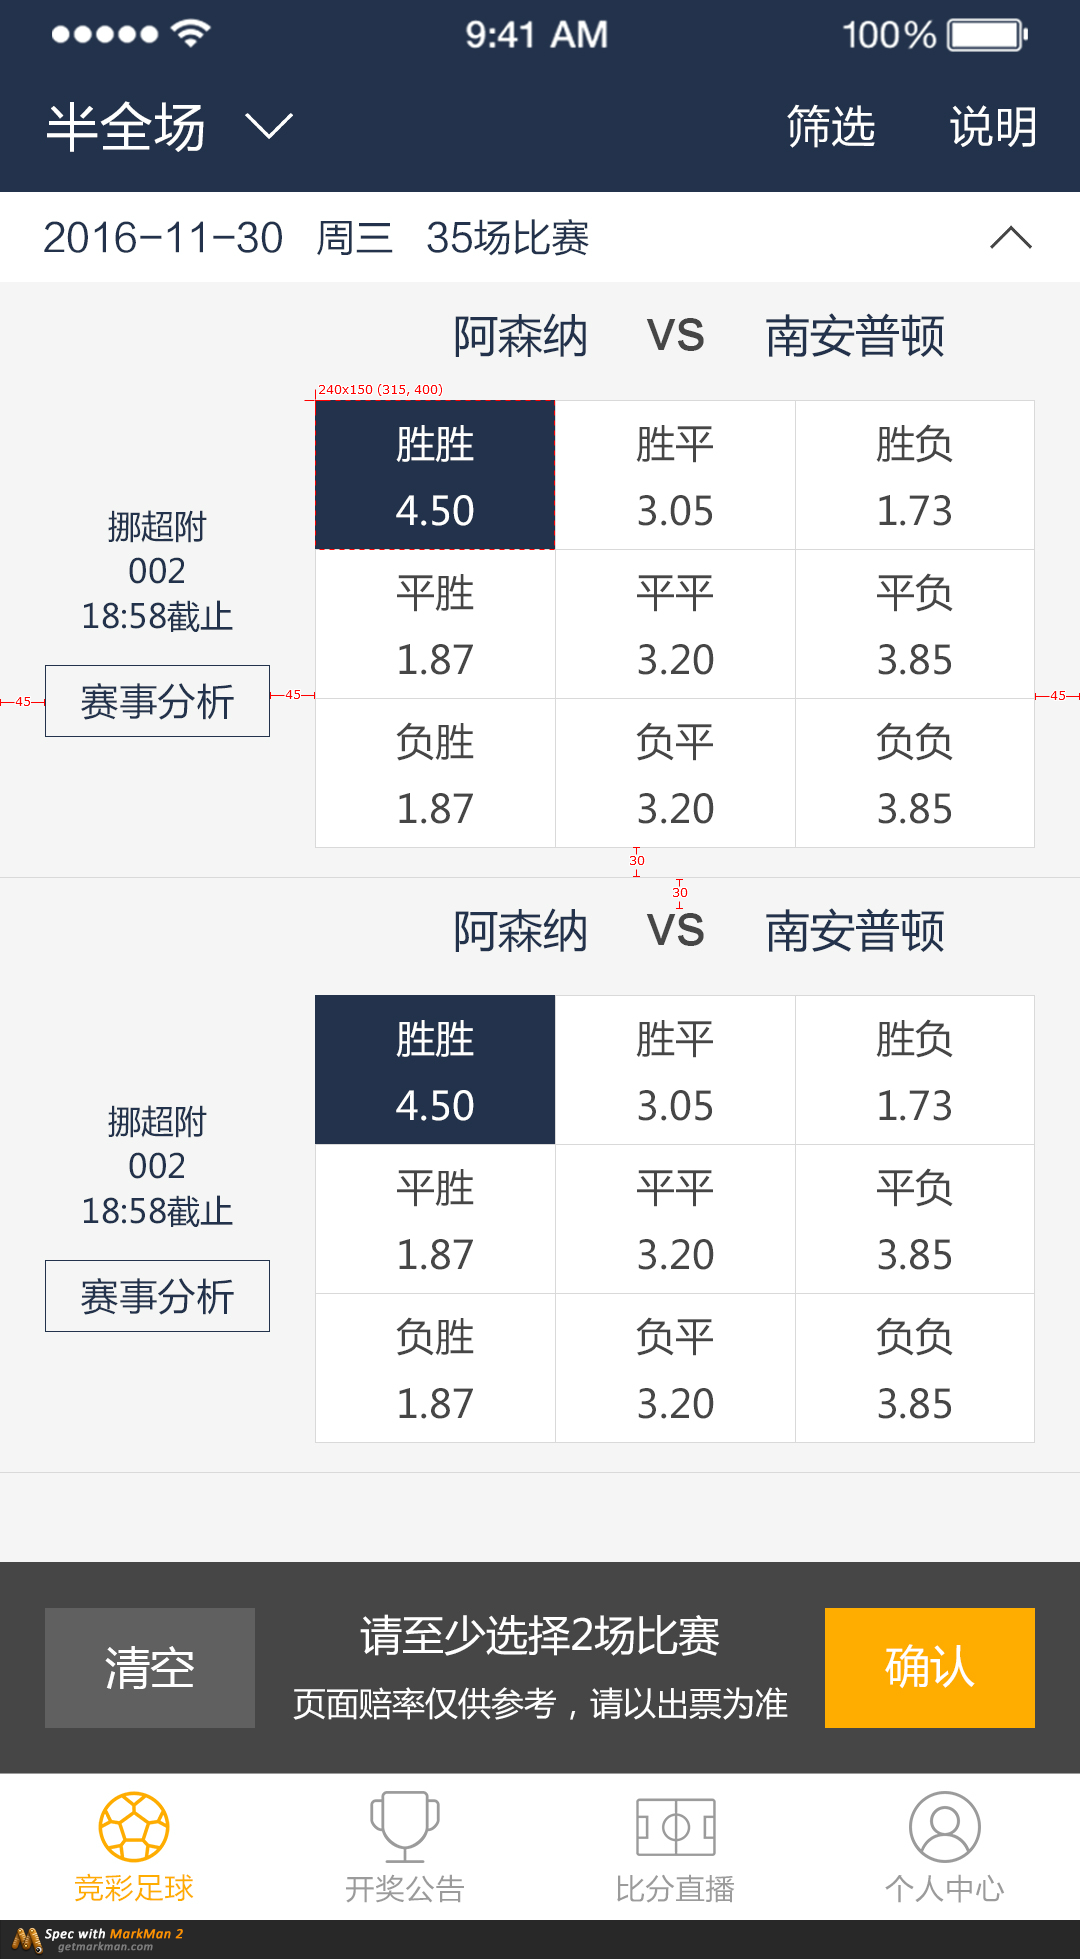 9:41 AM 100%
半全场 筛选 说明
2016-11-30 周三 35场比赛
阿森纳 VS 南安普顿
240x150 (315, 400)
胜胜 胜平 胜负
4.50 3.05 1.73
挪超附
002
18:58截止
平胜 平平 平负
1.87 3.20 3.85
45 赛事分析 45 45
负胜 负平 负负
1.87 3.20 3.85
30
30
阿森纳 VS 南安普顿
胜胜 胜平 胜负
4.50 3.05 1.73
挪超附
002
18:58截止
平胜 平平 平负
1.87 3.20 3.85
赛事分析
负胜 负平 负负
1.87 3.20 3.85
清空 请至少选择2场比赛 确认
页面赔率仅供参考，请以出票为准
竞彩足球 开奖公告 比分直播 个人中心
Spec with MarkMan 2
getmarkman.com